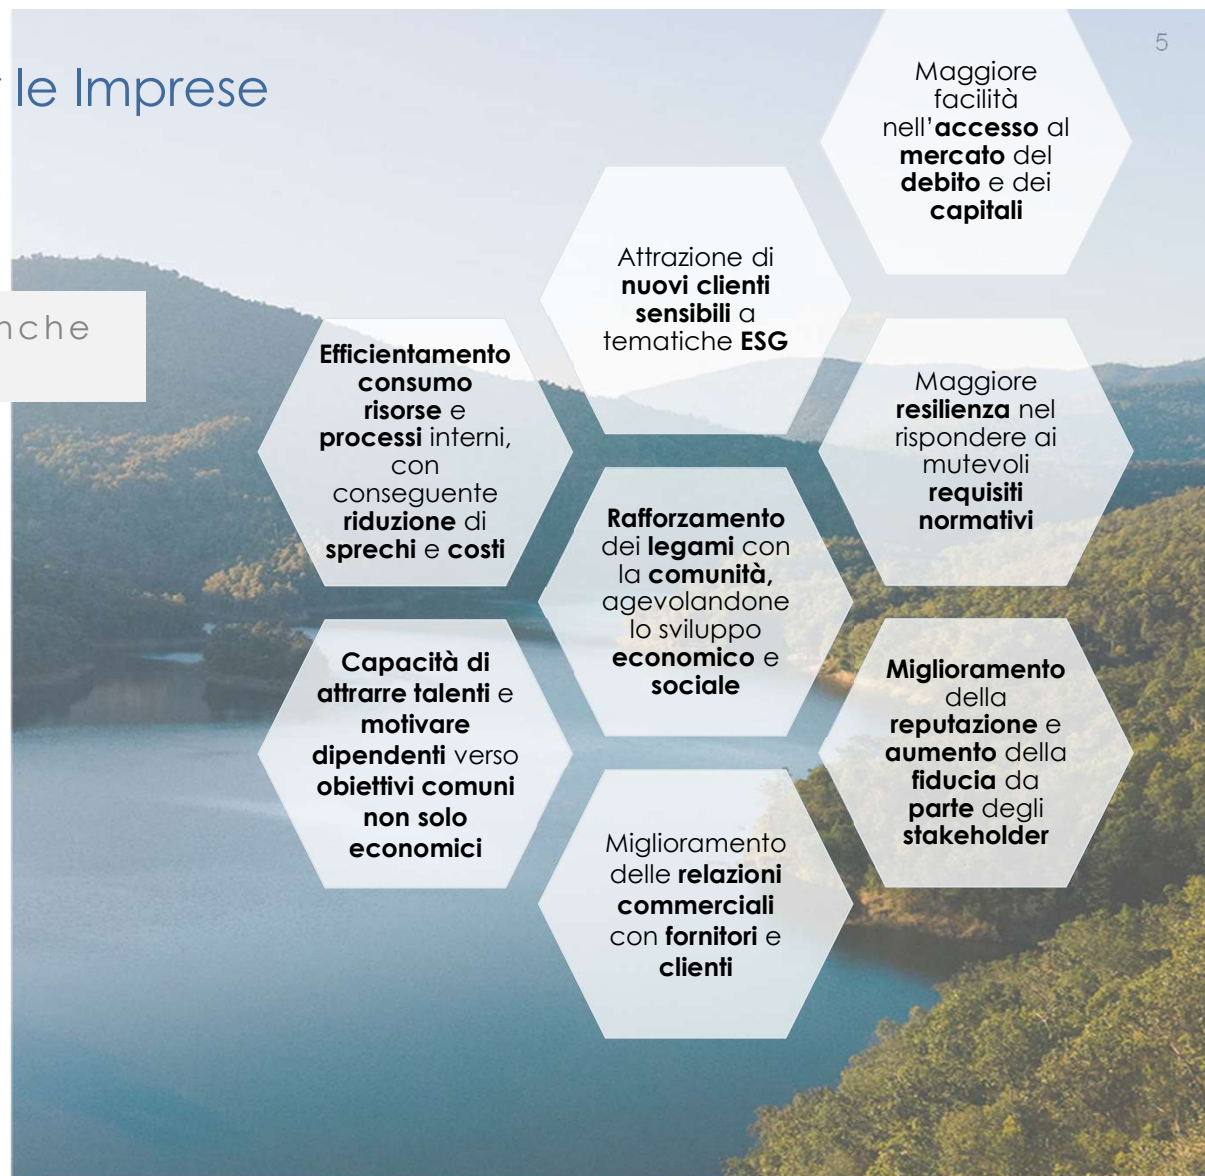 5
le Imprese
nche
Maggiore
facilità
nell’accesso al
mercato del
debito e dei
capitali
Attrazione di
nuovi clienti
sensibili a
tematiche ESG
Efficientamento
consumo
risorse e
processi interni,
con
conseguente
riduzione di
sprechi e costi
Maggiore
resilienza nel
rispondere ai
mutevoli
requisiti
normativi
Rafforzamento
dei legami con
la comunità,
agevolandone
lo sviluppo
economico e
sociale
Capacità di
attrarre talenti e
motivare
dipendenti verso
obiettivi comuni
non solo
economici
Miglioramento
della
reputazione e
aumento della
fiducia da
parte degli
stakeholder
Miglioramento
delle relazioni
commerciali
con fornitori e
clienti